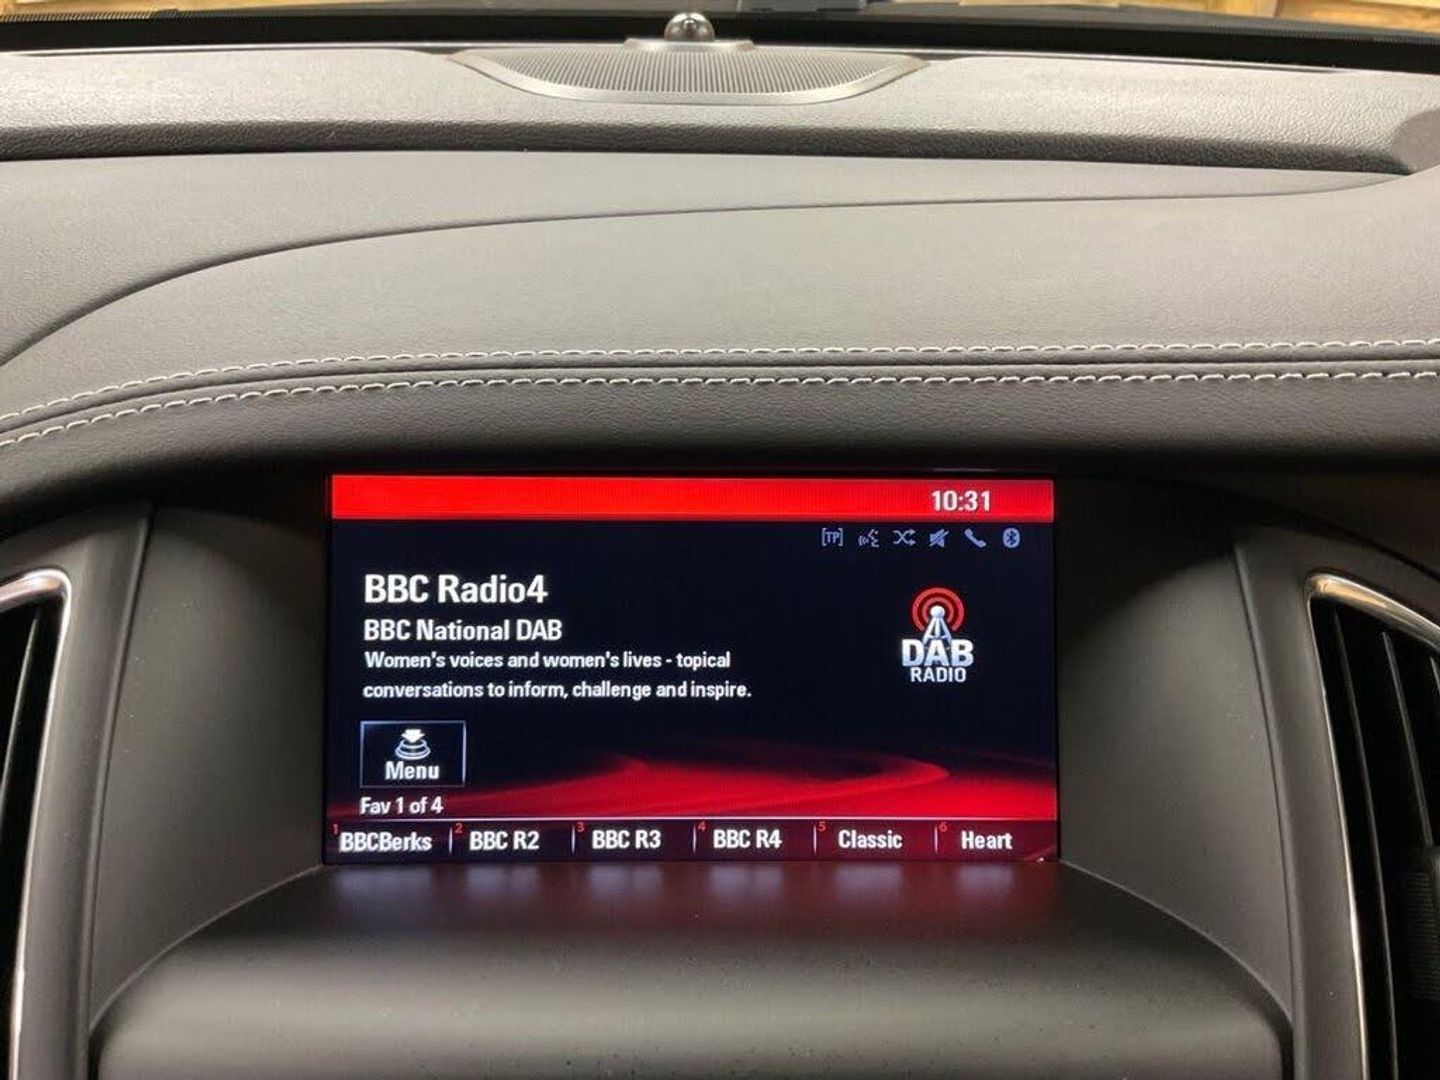 10:31
[TP]
BBC Radio4
BBC National DAB
Women's voices and women's lives - topical
conversations to inform, challenge and inspire.
DAB
RADIO
Menu
Fav 1 of 4
1 BBCBerks 2 BBC R2 3 BBC R3 4 BBC R4 5 Classic 6 Heart